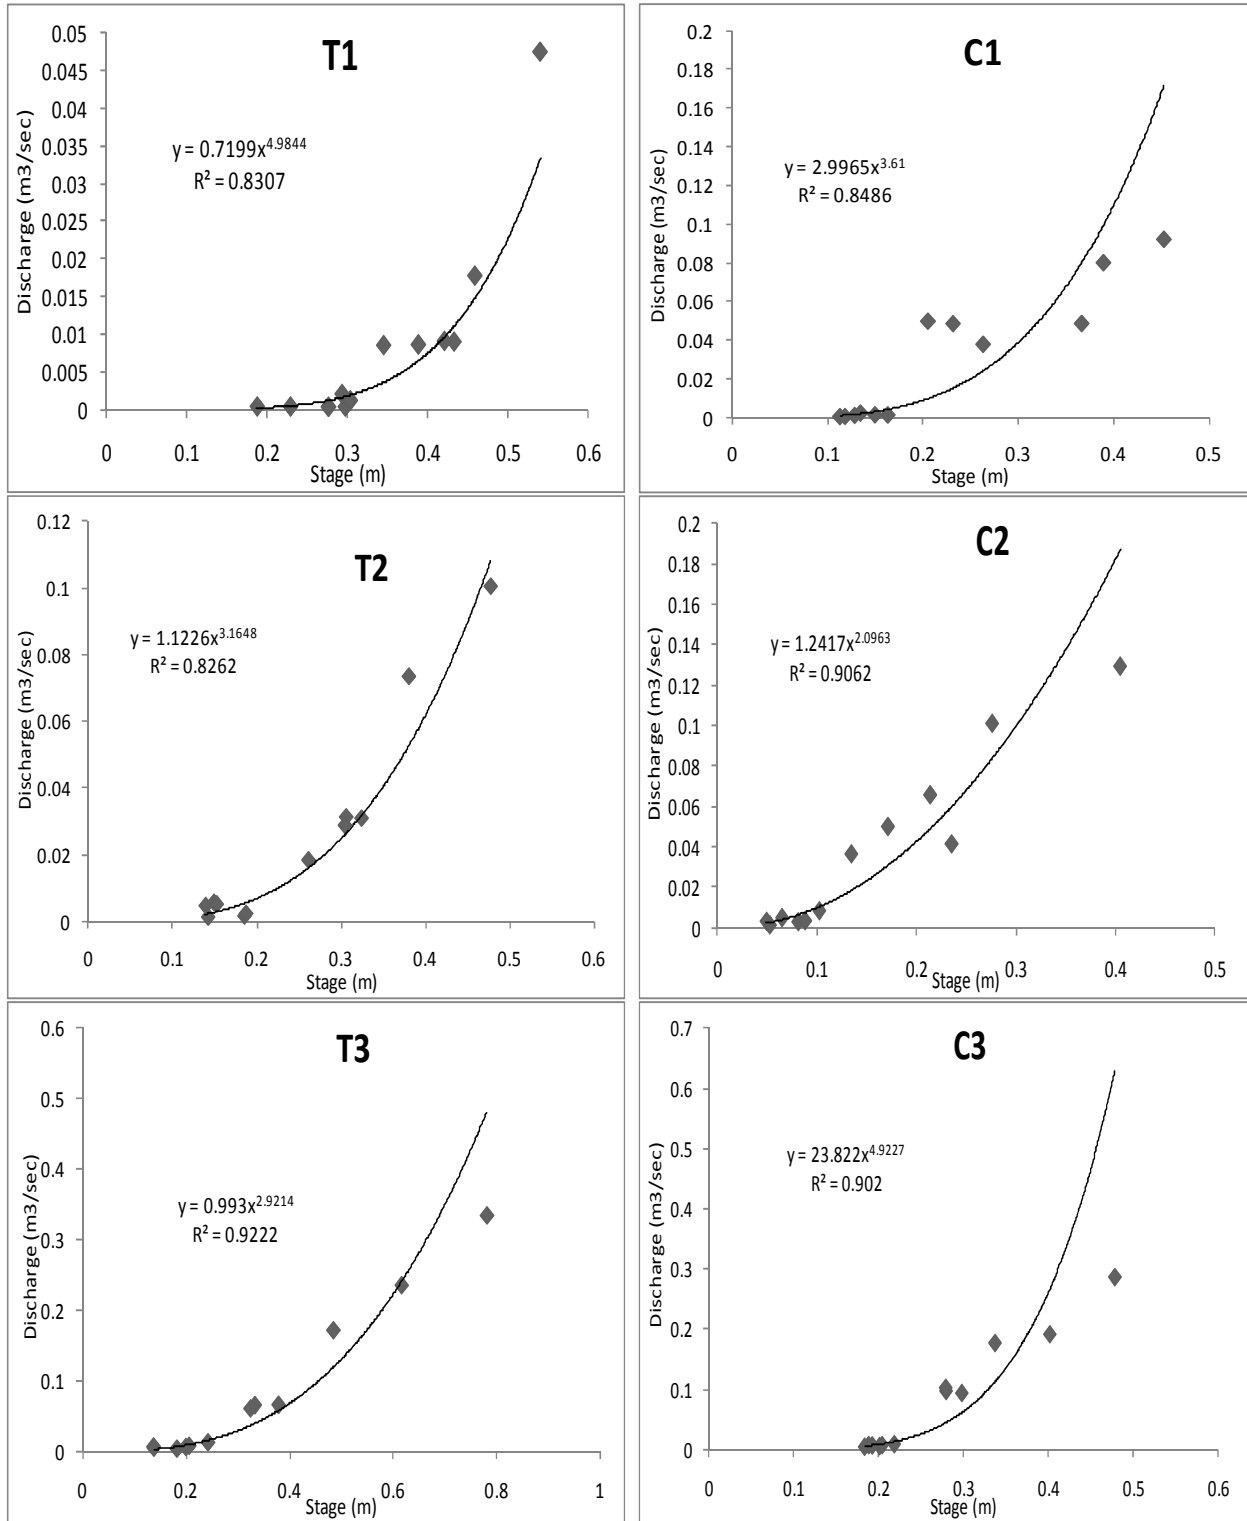 T1
0.05
0.045
0.04
0.035
0.03
0.025
0.02
0.015
0.01
0.005
0
Discharge (m3/sec)
y = 0.7199x^4.9844
R² = 0.8307
0 0.1 0.2 0.3 0.4 0.5 0.6
Stage (m)
C1
0.2
0.18
0.16
0.14
0.12
0.1
0.08
0.06
0.04
0.02
0
Discharge (m3/sec)
y = 2.9965x^3.61
R² = 0.8486
0 0.1 0.2 0.3 0.4 0.5
Stage (m)
T2
0.12
0.1
0.08
0.06
0.04
0.02
0
Discharge (m3/sec)
y = 1.1226x^3.1648
R² = 0.8262
0 0.1 0.2 0.3 0.4 0.5 0.6
Stage (m)
C2
0.2
0.18
0.16
0.14
0.12
0.1
0.08
0.06
0.04
0.02
0
Discharge (m3/sec)
y = 1.2417x^2.0963
R² = 0.9062
0 0.1 0.2 0.3 0.4 0.5
Stage (m)
T3
0.6
0.5
0.4
0.3
0.2
0.1
0
Discharge (m3/sec)
y = 0.993x^2.9214
R² = 0.9222
0 0.2 0.4 0.6 0.8 1
Stage (m)
C3
0.7
0.6
0.5
0.4
0.3
0.2
0.1
0
Discharge (m3/sec)
y = 23.822x^4.9227
R² = 0.902
0 0.1 0.2 0.3 0.4 0.5 0.6
Stage (m)